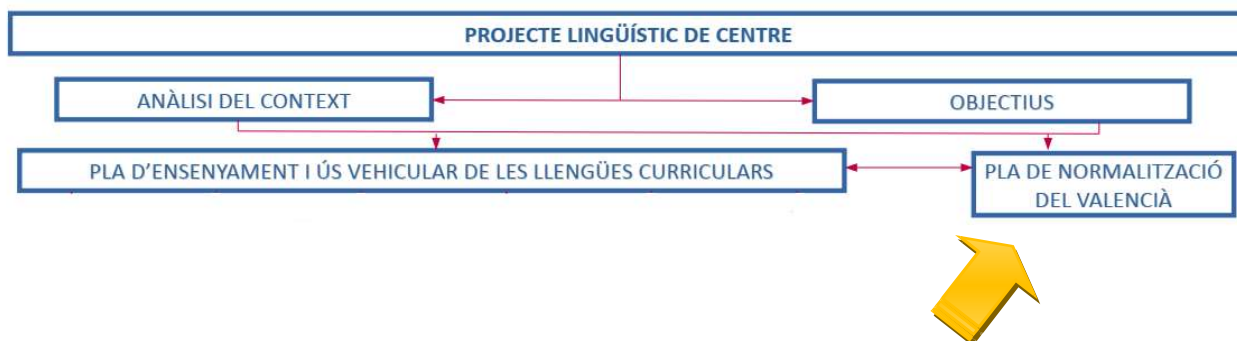 PROJECTE LINGÜÍSTIC DE CENTRE
ANÀLISI DEL CONTEXT
OBJECTIUS
PLA D'ENSENYAMENT I ÚS VEHICULAR DE LES LLENGÜES CURRICULARS
PLA DE NORMALITZACIÓ
DEL VALENCIÀ